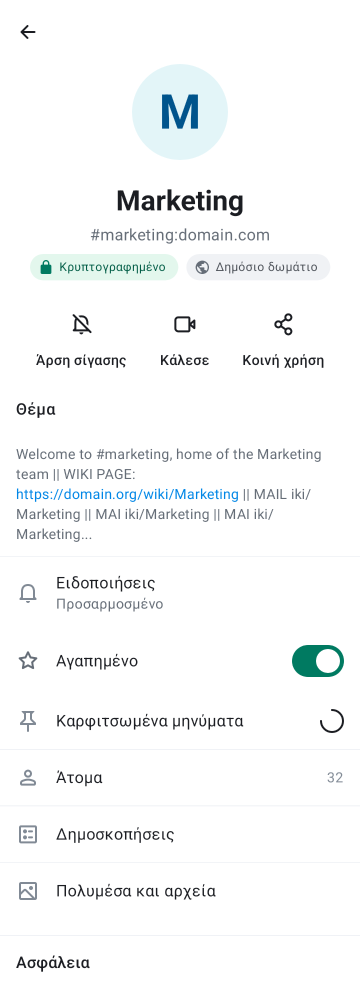 M
Marketing
#marketing:domain.com
Κρυπτογραφημένο
Δημόσιο δωμάτιο
Άρση σίγασης
Κάλεσε
Κοινή χρήση
Θέμα
Welcome to #marketing, home of the Marketing
team || WIKI PAGE:
https://domain.org/wiki/Marketing || MAIL iki/
Marketing || MAI iki/Marketing || MAI iki/
Marketing...
Ειδοποιήσεις
Προσαρμοσμένο
Αγαπημένο
Καρφιτσωμένα μηνύματα
Άτομα
32
Δημοσκοπήσεις
Πολυμέσα και αρχεία
Ασφάλεια